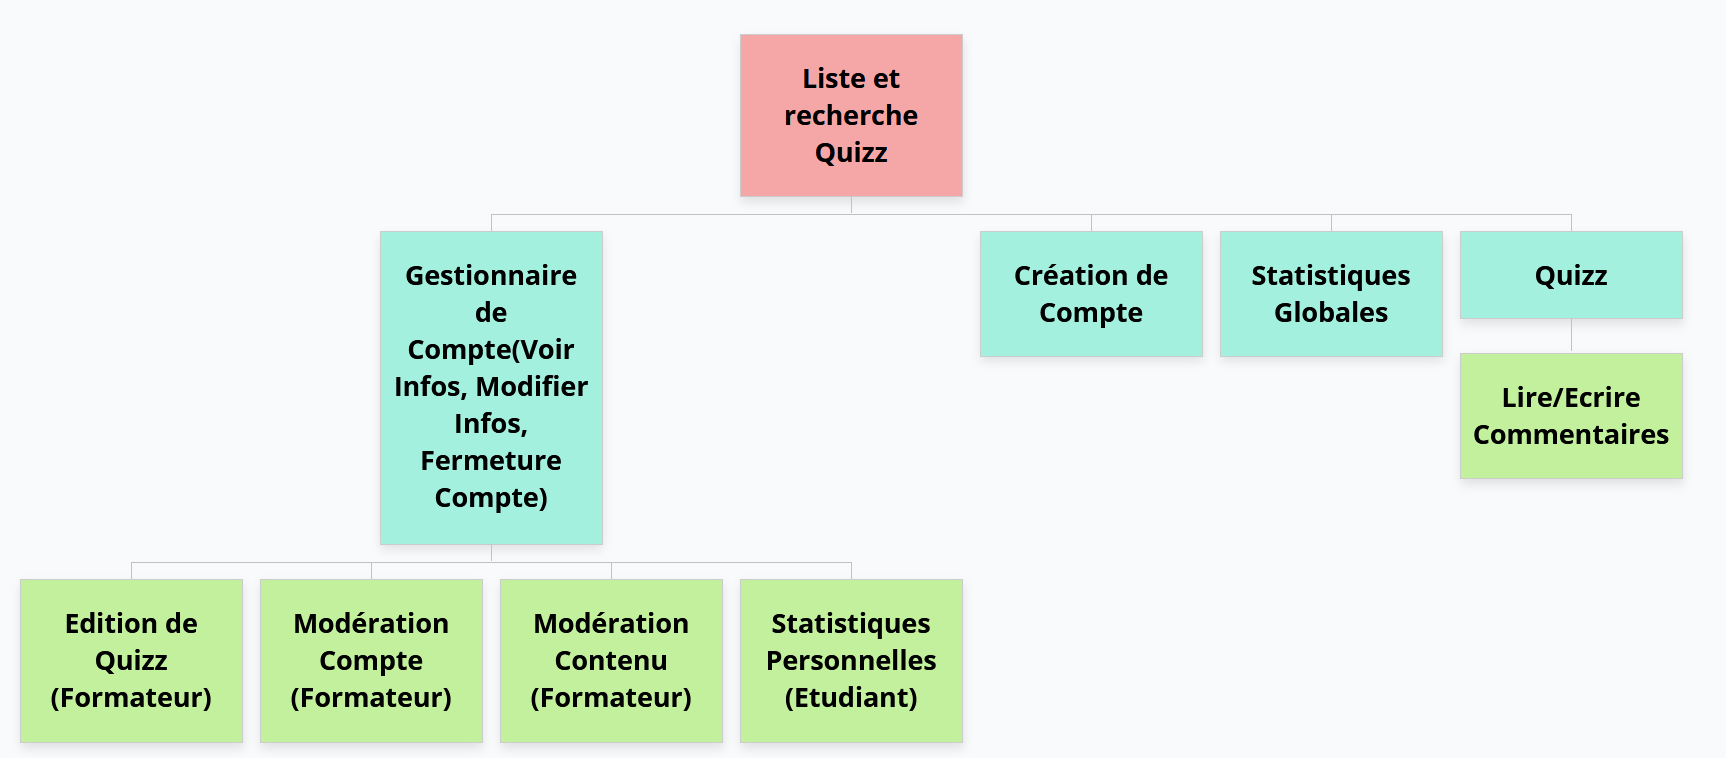 Liste et
recherche
Quizz
Gestionnaire
de
Compte(Voir
Infos, Modifier
Infos,
Fermeture
Compte)
Création de
Compte
Statistiques
Globales
Quizz
Lire/Ecrire
Commentaires
Edition de
Quizz
(Formateur)
Modération
Compte
(Formateur)
Modération
Contenu
(Formateur)
Statistiques
Personnelles
(Etudiant)